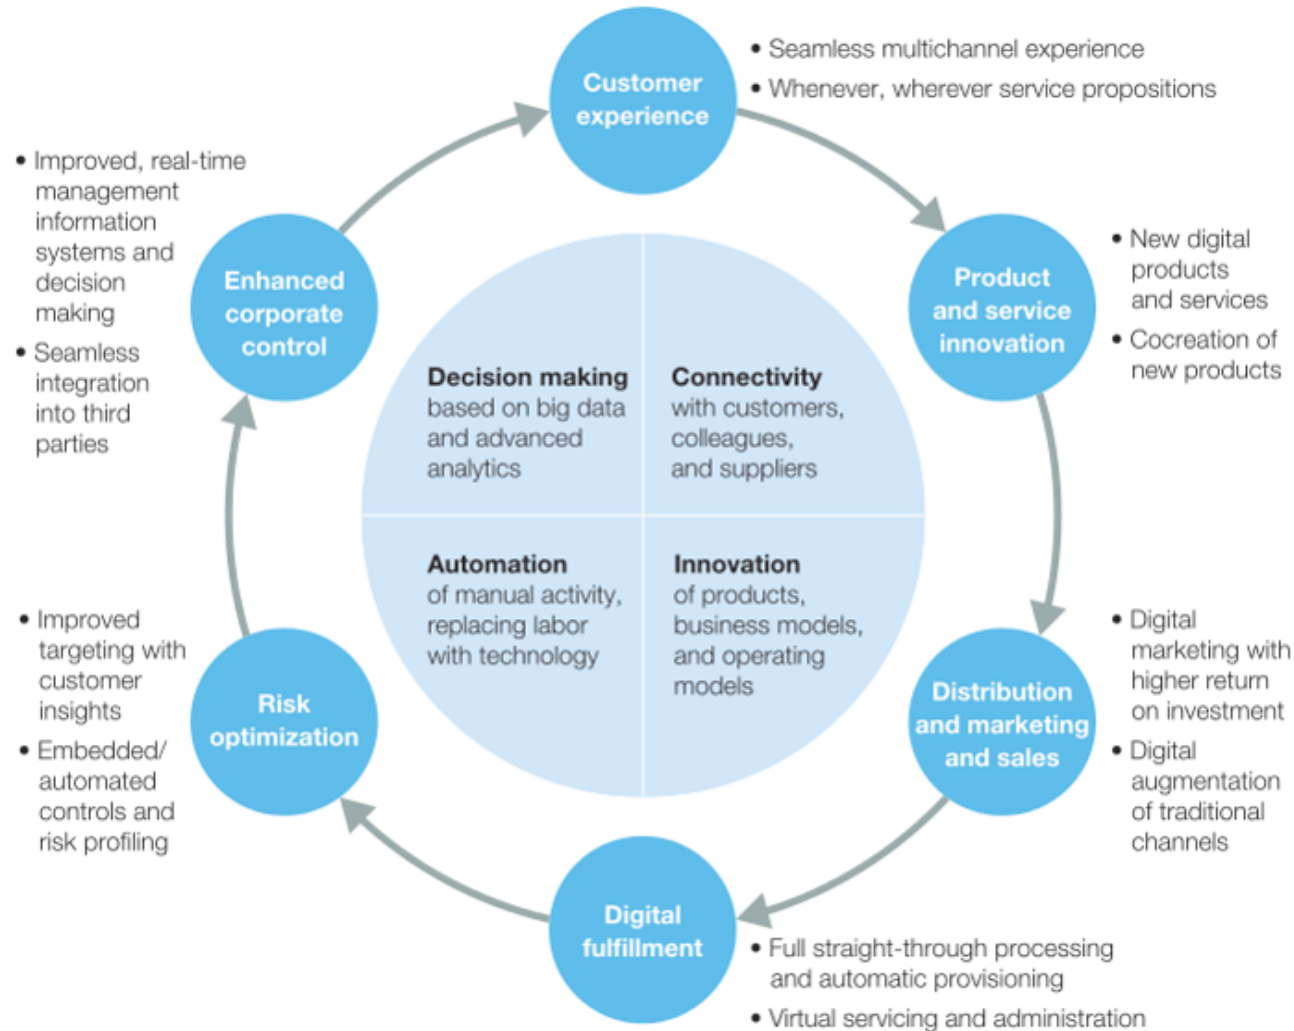 Customer
experience
• Seamless multichannel experience
• Whenever, wherever service propositions
Product
and service
innovation
• New digital
products
and services
• Cocreation of
new products
Distribution
and marketing
and sales
• Digital
marketing with
higher return
on investment
• Digital
augmentation
of traditional
channels
Digital
fulfillment
• Full straight-through processing
and automatic provisioning
• Virtual servicing and administration
Risk
optimization
• Improved
targeting with
customer
insights
• Embedded/
automated
controls and
risk profiling
Enhanced
corporate
control
• Improved, real-time
management
information
systems and
decision
making
• Seamless
integration
into third
parties
Decision making
based on big data
and advanced
analytics
Connectivity
with customers,
colleagues,
and suppliers
Automation
of manual activity,
replacing labor
with technology
Innovation
of products,
business models,
and operating
models